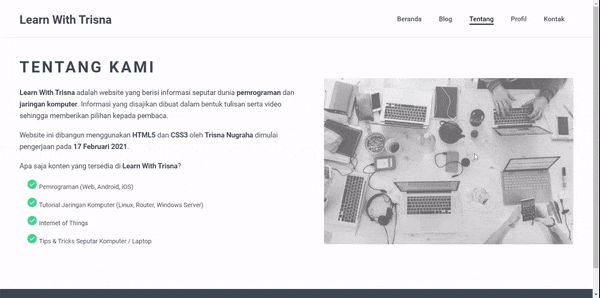 Learn With Trisna
Beranda Blog Tentang Profil Kontak
TENTANG KAMI
Learn With Trisna adalah website yang berisi informasi seputar dunia pemrograman dan
jaringan komputer. Informasi yang disajikan dibuat dalam bentuk tulisan serta video
sehingga memberikan pilihan kepada pembaca.
Website ini dibangun menggunakan HTML5 dan CSS3 oleh Trisna Nugraha dimulai
pengerjaan pada 17 Februari 2021.
Apa saja konten yang tersedia di Learn With Trisna?
Pemrograman (Web, Android, iOS)
Tutorial Jaringan Komputer (Linux, Router, Windows Server)
Internet of Things
Tips & Tricks Seputar Komputer / Laptop